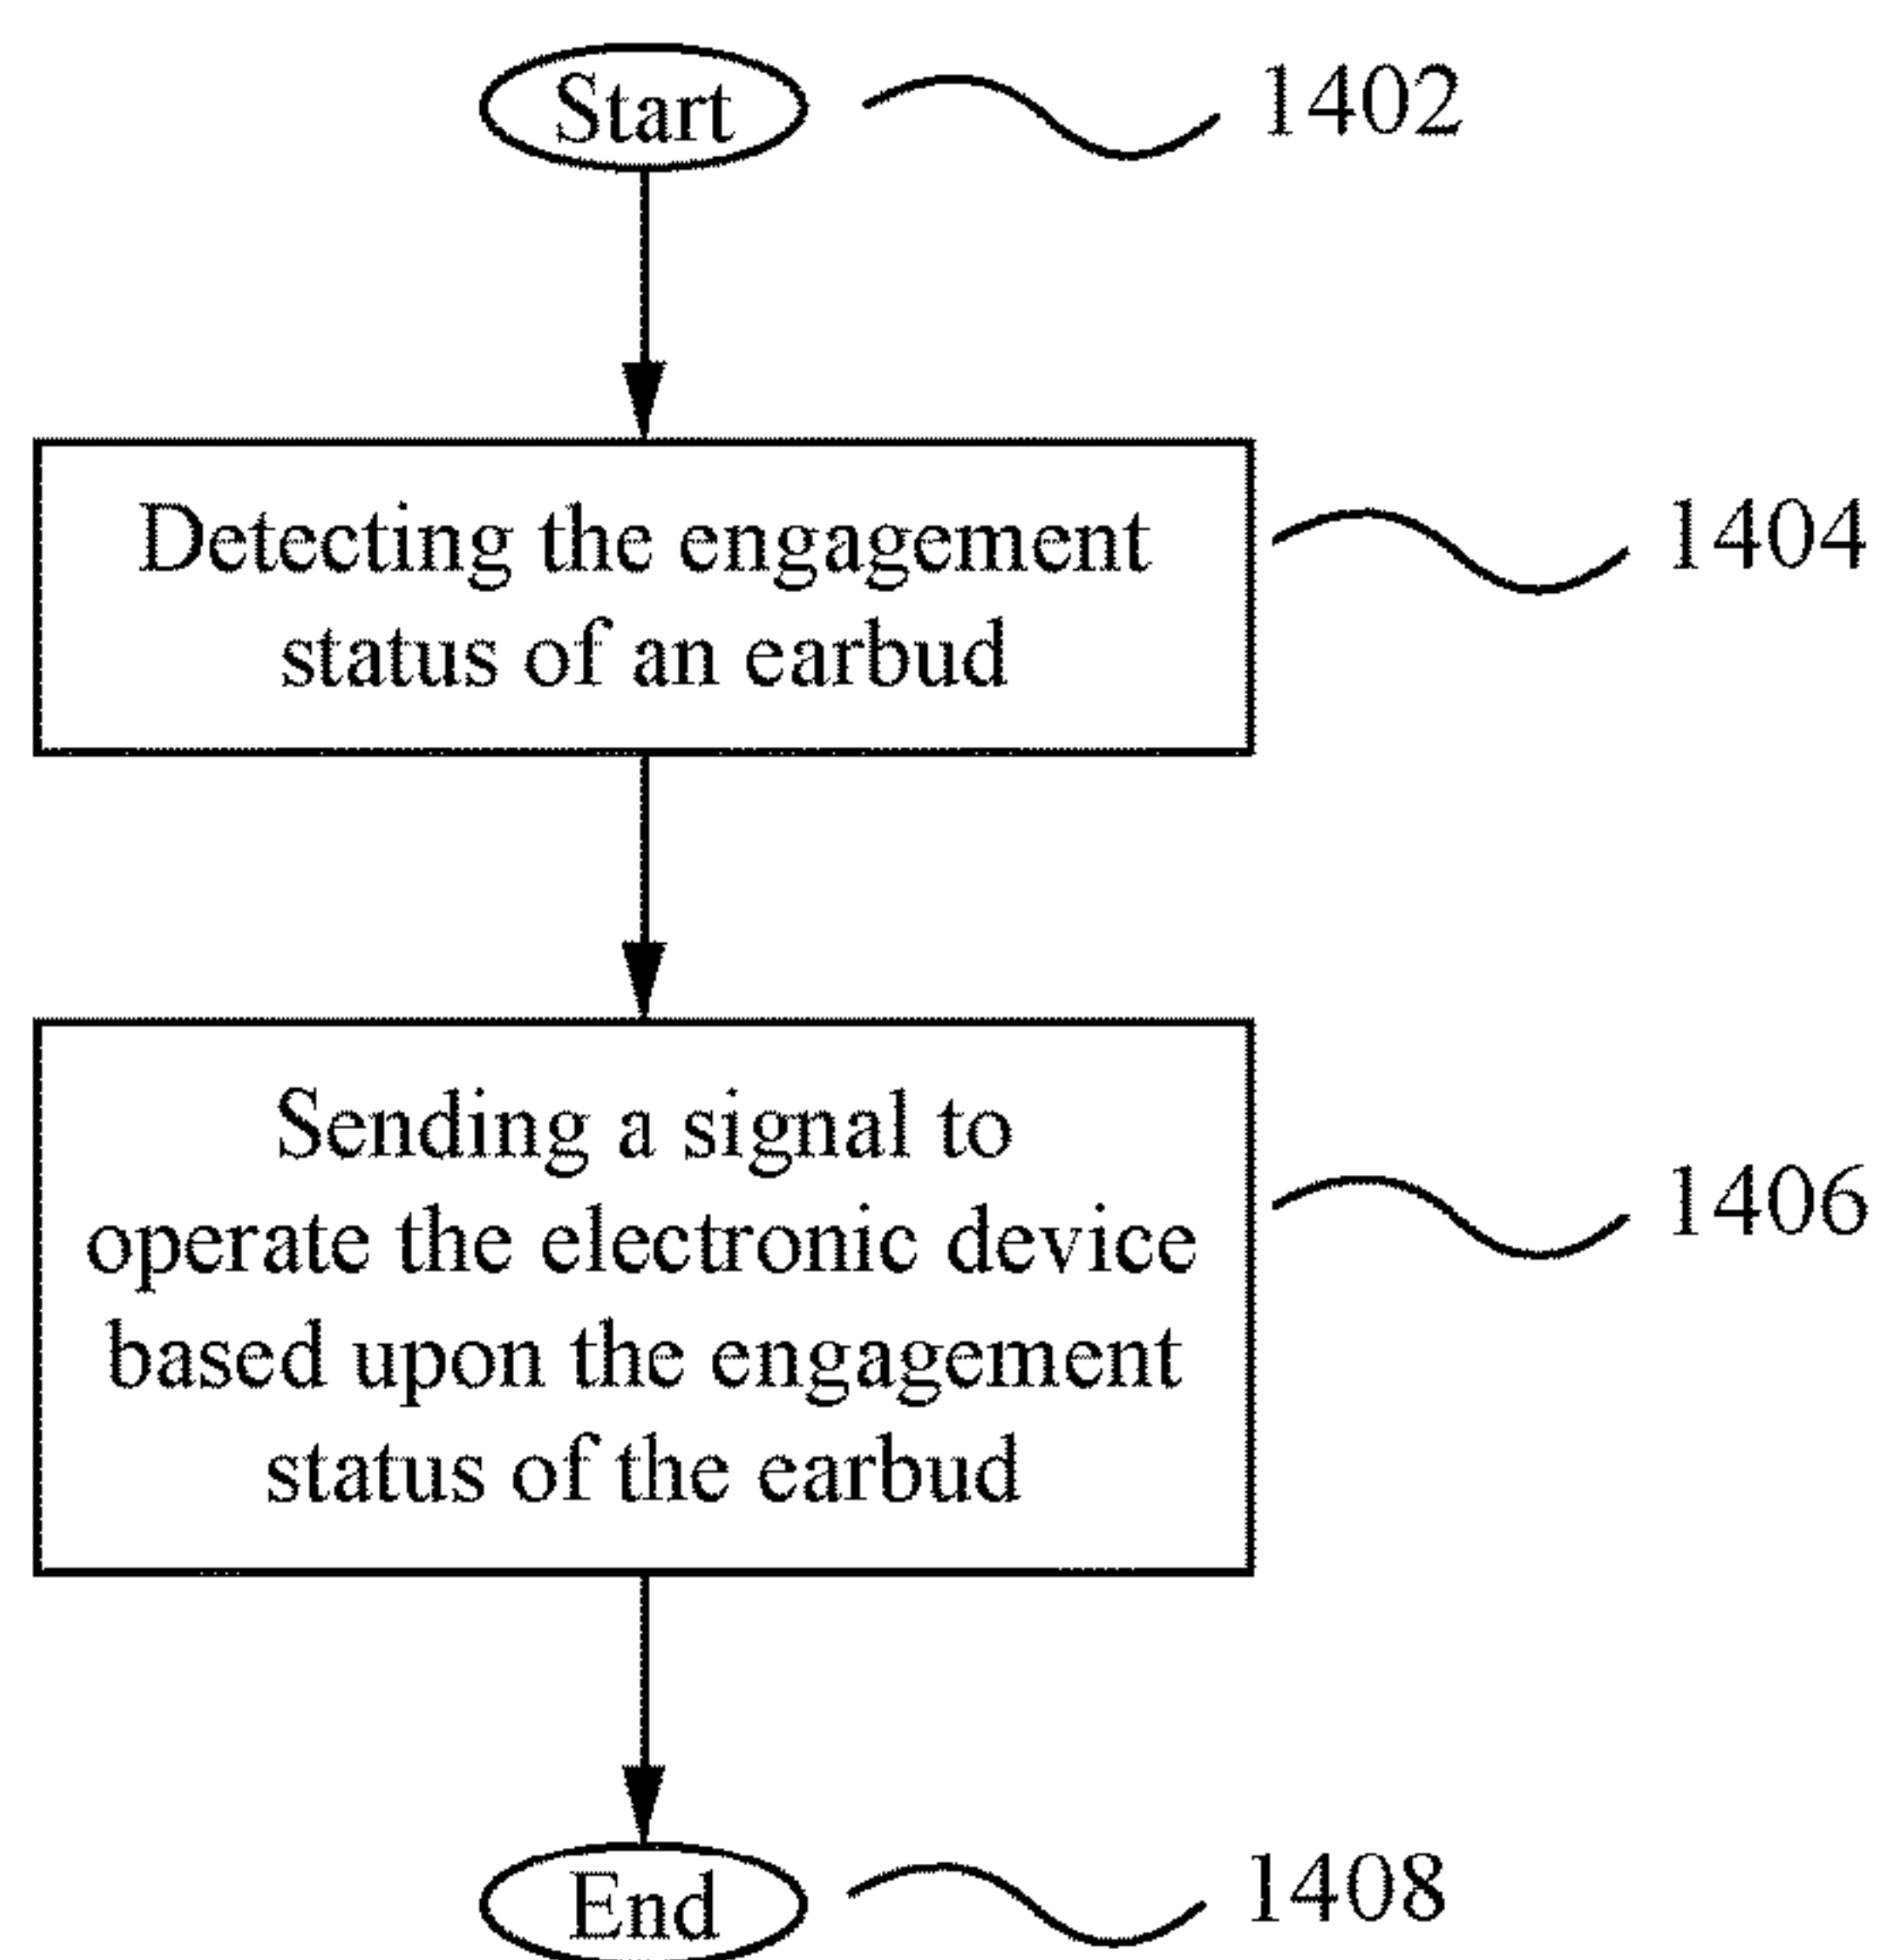 Start
1402
Detecting the engagement
status of an earbud
1404
Sending a signal to
operate the electronic device
based upon the engagement
status of the earbud
1406
End
1408